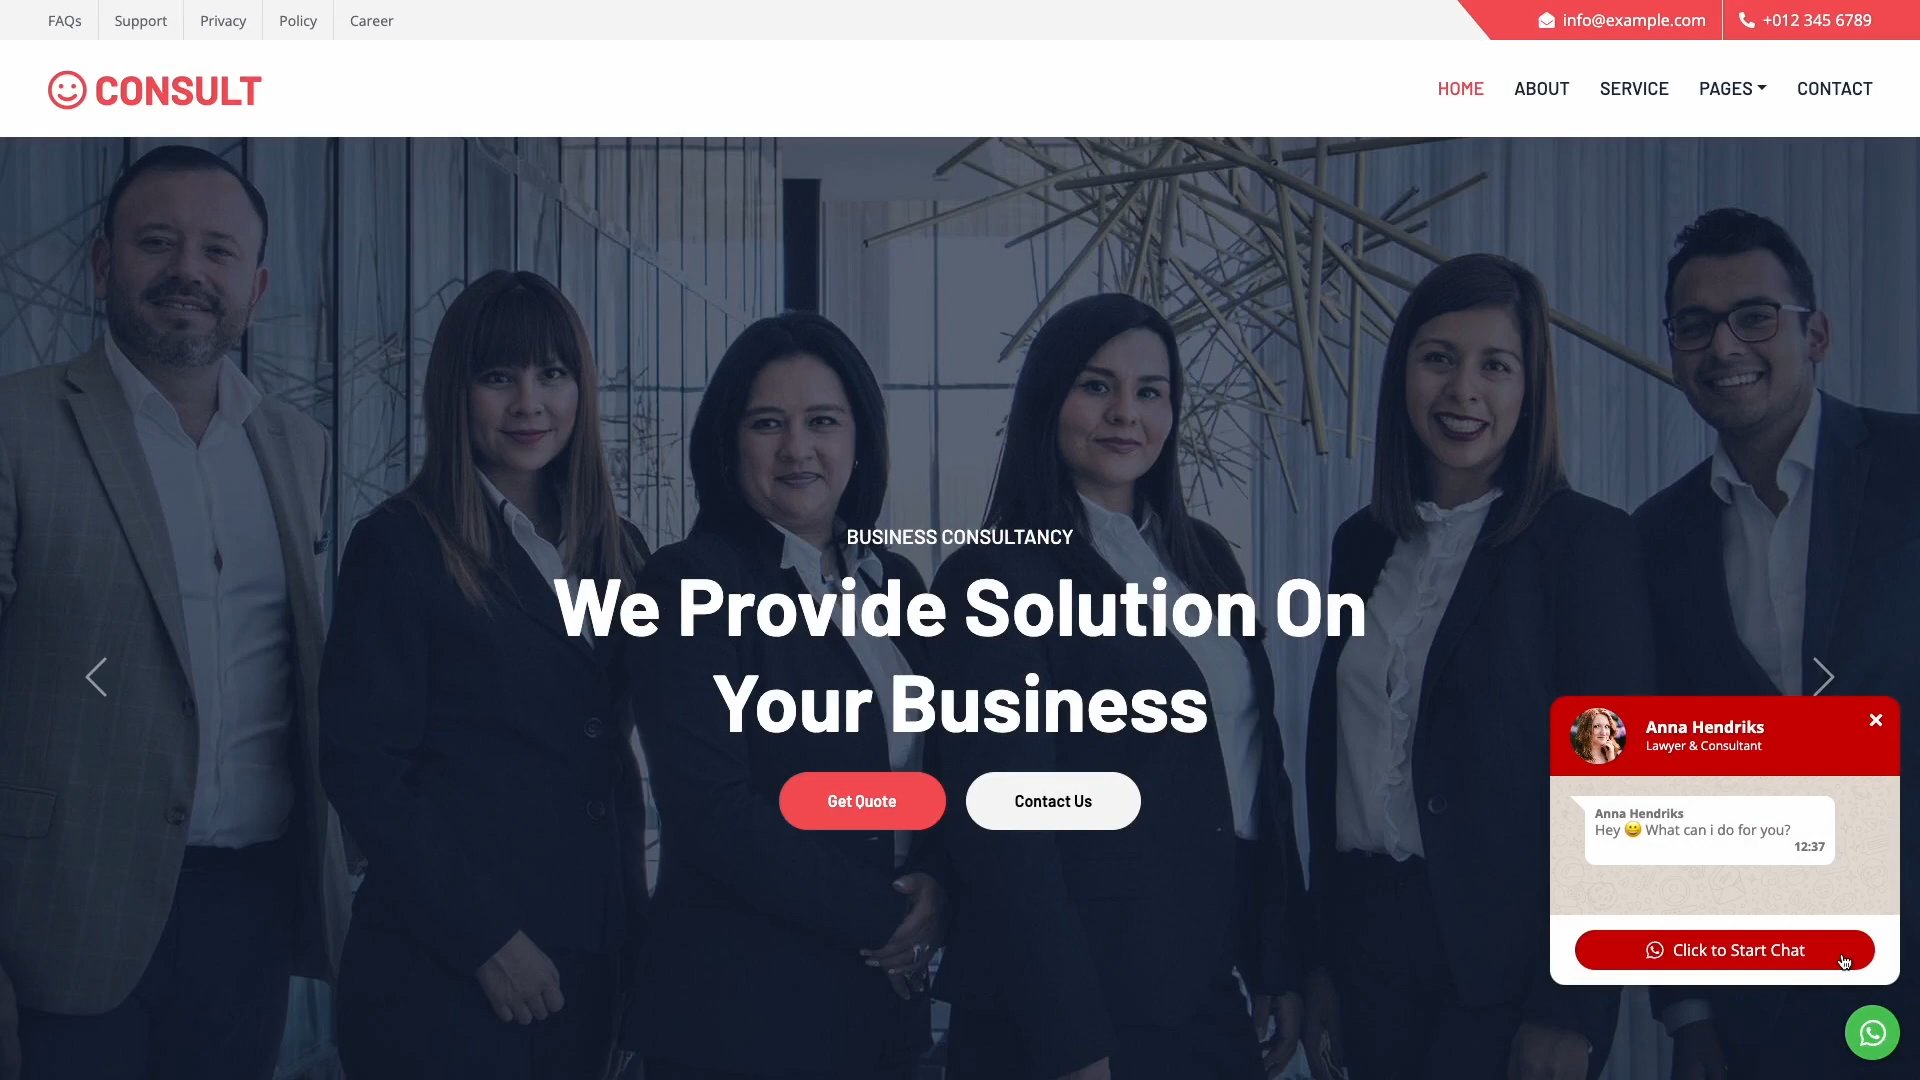 FAQs
Support
Privacy
Policy
Career
info@example.com
+012 345 6789
CONSULT
HOME
ABOUT
SERVICE
PAGES
CONTACT
BUSINESS CONSULTANCY
We Provide Solution On
Your Business
Get Quote
Contact Us
Anna Hendriks
Lawyer & Consultant
Anna Hendriks
Hey 😀 What can i do for you?
12:37
Click to Start Chat